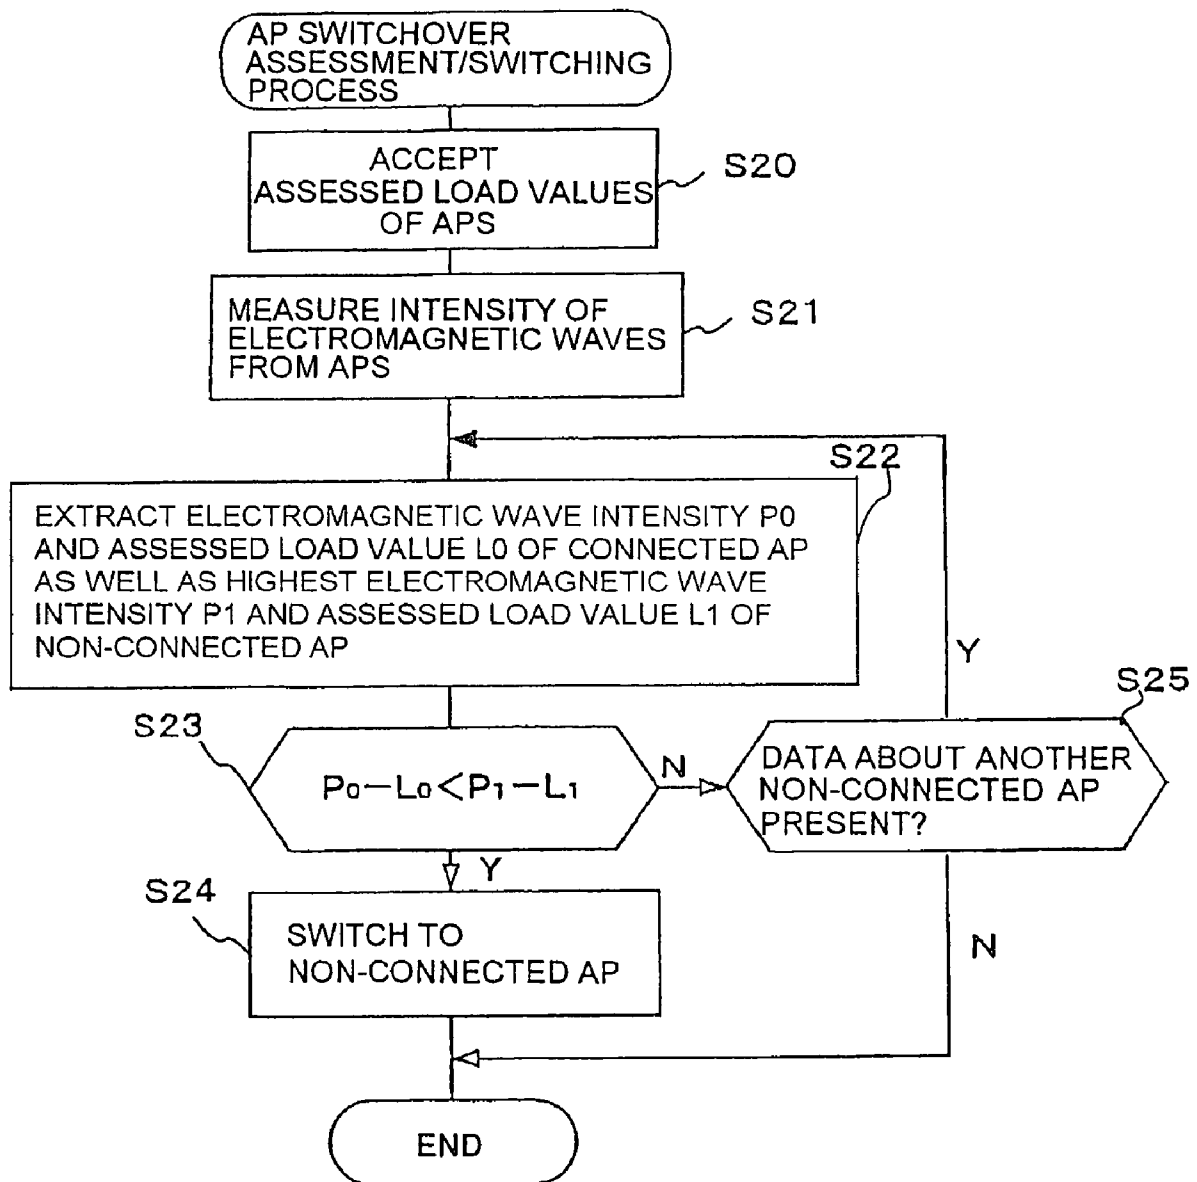 AP SWITCHOVER
ASSESSMENT/SWITCHING
PROCESS
ACCEPT
ASSESSED LOAD VALUES
OF APS
S20
MEASURE INTENSITY OF
ELECTROMAGNETIC WAVES
FROM APS
S21
S22
EXTRACT ELECTROMAGNETIC WAVE INTENSITY P0
AND ASSESSED LOAD VALUE L0 OF CONNECTED AP
AS WELL AS HIGHEST ELECTROMAGNETIC WAVE
INTENSITY P1 AND ASSESSED LOAD VALUE L1 OF
NON-CONNECTED AP
Y
S23
P0−L0<P1−L1
N
S25
DATA ABOUT ANOTHER
NON-CONNECTED AP
PRESENT?
Y
S24
SWITCH TO
NON-CONNECTED AP
N
END